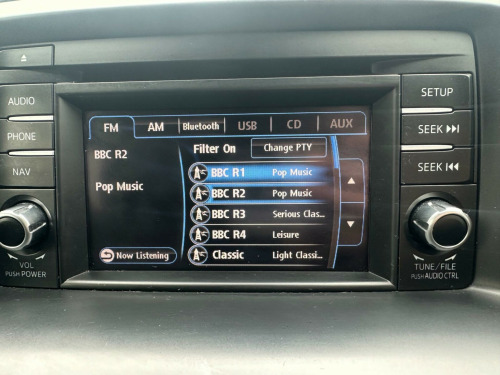 AUDIO
PHONE
NAV
VOL
PUSH POWER
FM AM Bluetooth USB CD AUX
BBC R2
Pop Music
Filter On Change PTY
BBC R1 Pop Music
BBC R2 Pop Music
BBC R3 Serious Clas...
BBC R4 Leisure
Classic Light Classi...
Now Listening
SETUP
SEEK
SEEK
TUNE/FILE
PUSH AUDIO CTRL